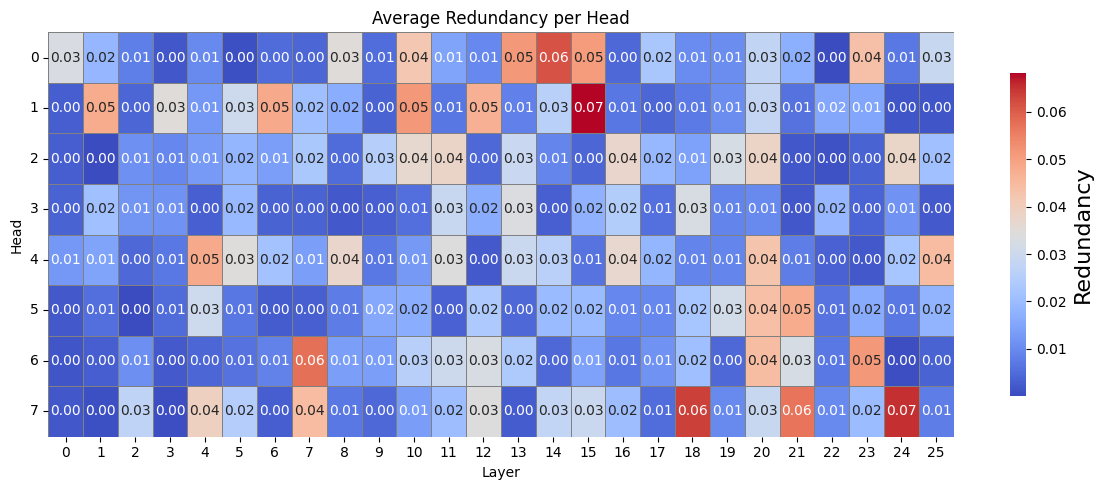 Average Redundancy per Head
0 0.03 0.02 0.01 0.00 0.01 0.00 0.00 0.00 0.03 0.01 0.04 0.01 0.01 0.05 0.06 0.05 0.00 0.02 0.01 0.01 0.03 0.02 0.00 0.04 0.01 0.03
1 0.00 0.05 0.00 0.03 0.01 0.03 0.05 0.02 0.02 0.00 0.05 0.01 0.05 0.01 0.03 0.07 0.01 0.00 0.01 0.01 0.03 0.01 0.02 0.01 0.00 0.00
2 0.00 0.00 0.01 0.01 0.01 0.02 0.01 0.02 0.00 0.03 0.04 0.04 0.00 0.03 0.01 0.00 0.04 0.02 0.01 0.03 0.04 0.00 0.00 0.00 0.04 0.02
3 0.00 0.02 0.01 0.01 0.00 0.02 0.00 0.00 0.00 0.00 0.01 0.03 0.02 0.03 0.00 0.02 0.02 0.01 0.03 0.01 0.01 0.00 0.02 0.00 0.01 0.00
4 0.01 0.01 0.00 0.01 0.05 0.03 0.02 0.01 0.04 0.01 0.01 0.03 0.00 0.03 0.03 0.01 0.04 0.02 0.01 0.01 0.04 0.01 0.00 0.00 0.02 0.04
5 0.00 0.01 0.00 0.01 0.03 0.01 0.00 0.00 0.01 0.02 0.02 0.00 0.02 0.00 0.02 0.02 0.01 0.01 0.02 0.03 0.04 0.05 0.01 0.02 0.01 0.02
6 0.00 0.00 0.01 0.00 0.00 0.01 0.01 0.06 0.01 0.01 0.03 0.03 0.03 0.02 0.00 0.01 0.01 0.01 0.02 0.00 0.04 0.03 0.01 0.05 0.00 0.00
7 0.00 0.00 0.03 0.00 0.04 0.02 0.00 0.04 0.01 0.00 0.01 0.02 0.03 0.00 0.03 0.03 0.02 0.01 0.06 0.01 0.03 0.06 0.01 0.02 0.07 0.01
0 1 2 3 4 5 6 7 8 9 10 11 12 13 14 15 16 17 18 19 20 21 22 23 24 25
Layer
Head
0.06
0.05
0.04
0.03
0.02
0.01
Redundancy